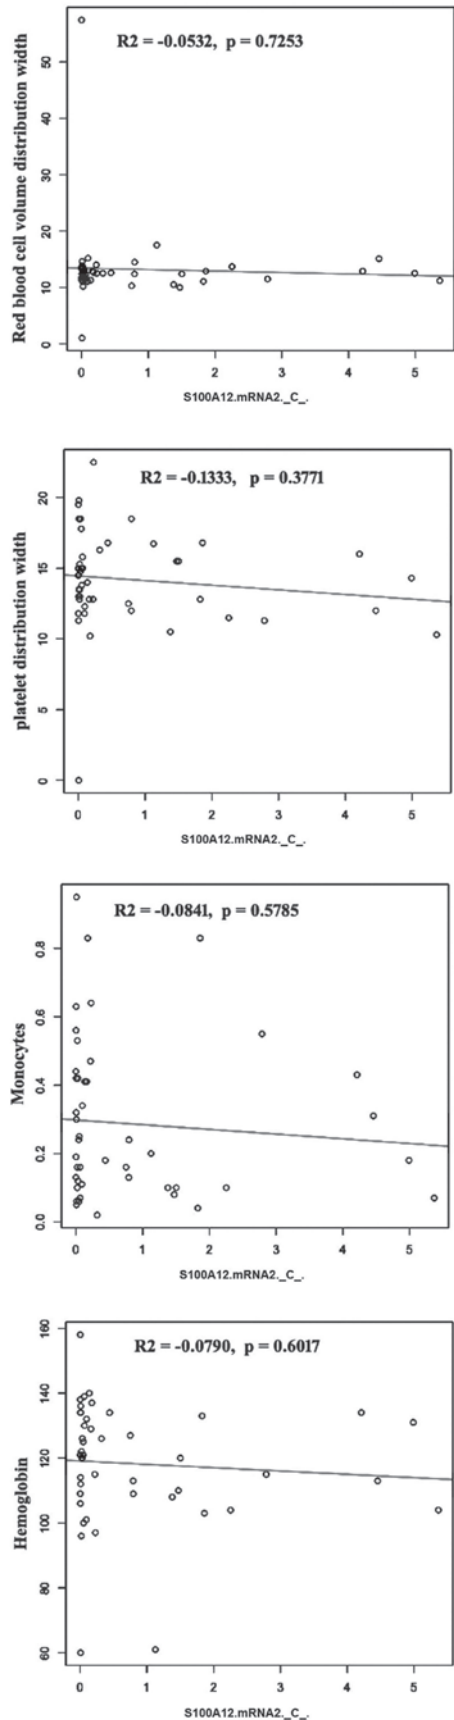 R2 = -0.0532, p = 0.7253
Red blood cell volume distribution width
50
40
30
20
10
0
0 1 2 3 4 5
S100A12.mRNA2._C_.
R2 = -0.1333, p = 0.3771
platelet distribution width
20
15
10
5
0
0 1 2 3 4 5
S100A12.mRNA2._C_.
R2 = -0.0841, p = 0.5785
Monocytes
0.8
0.6
0.4
0.2
0.0
0 1 2 3 4 5
S100A12.mRNA2._C_.
R2 = -0.0790, p = 0.6017
Hemoglobin
160
140
120
100
80
60
0 1 2 3 4 5
S100A12.mRNA2._C_.